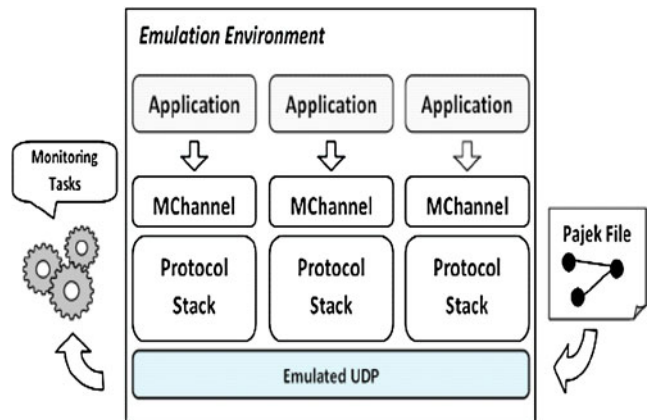 Emulation Environment
Application
Application
Application
Monitoring
Tasks
MChannel
MChannel
MChannel
Pajek File
Protocol
Stack
Protocol
Stack
Protocol
Stack
Emulated UDP